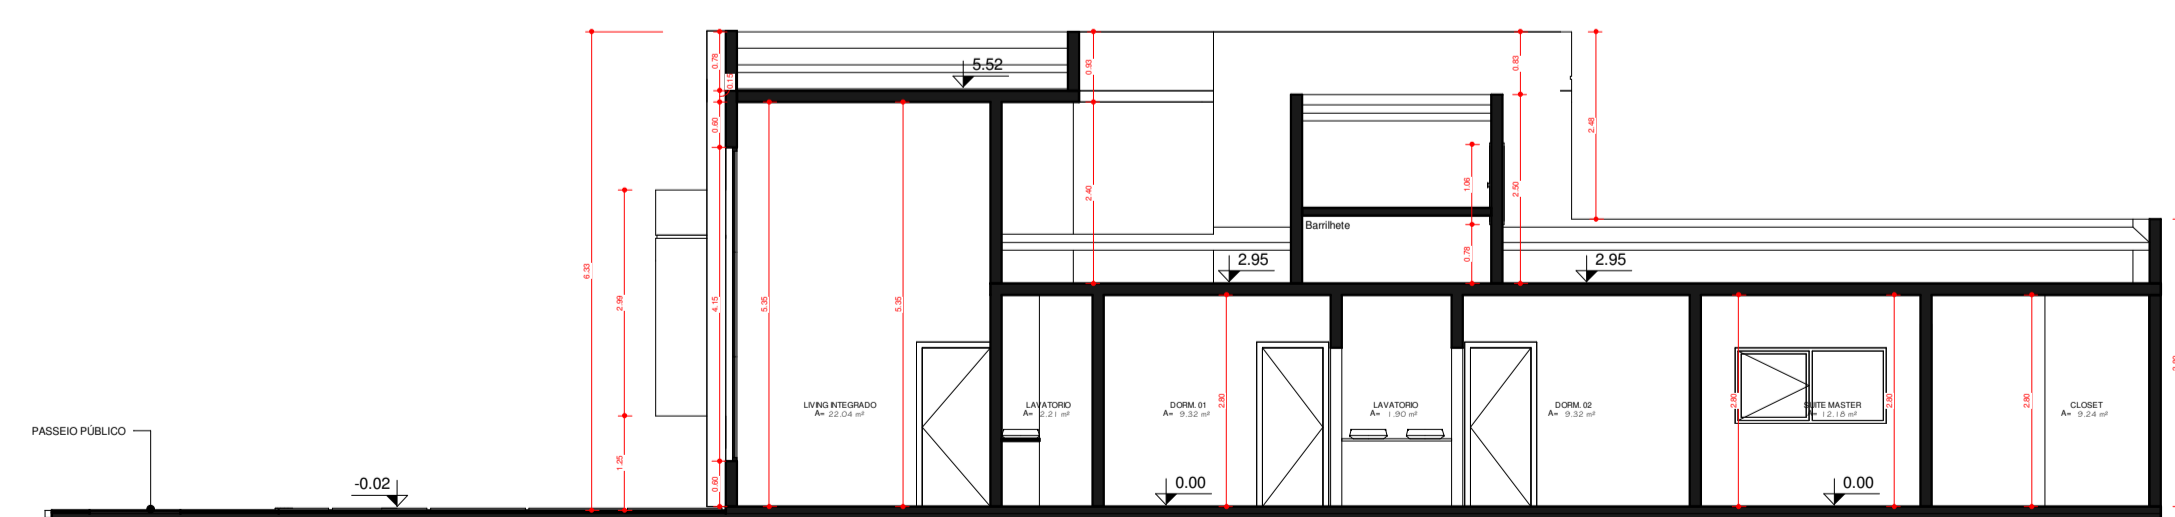 0.78
0.15
5.52
0.93
0.83
2.48
0.60
2.40
1.06
2.50
Barrilhete
0.78
2.95
2.95
6.33
2.99
4.15
5.35
5.35
LIVING INTEGRADO
A= 22.04 m²
LAVATORIO
A= 2.21 m²
DORM. 01
A= 9.32 m²
2.80
LAVATORIO
A= 1.90 m²
DORM. 02
A= 9.32 m²
2.80
SUITE MASTER
A= 12.18 m²
2.80
2.80
CLOSET
A= 9.24 m²
PASSEIO PÚBLICO
1.25
0.60
-0.02
0.00
0.00